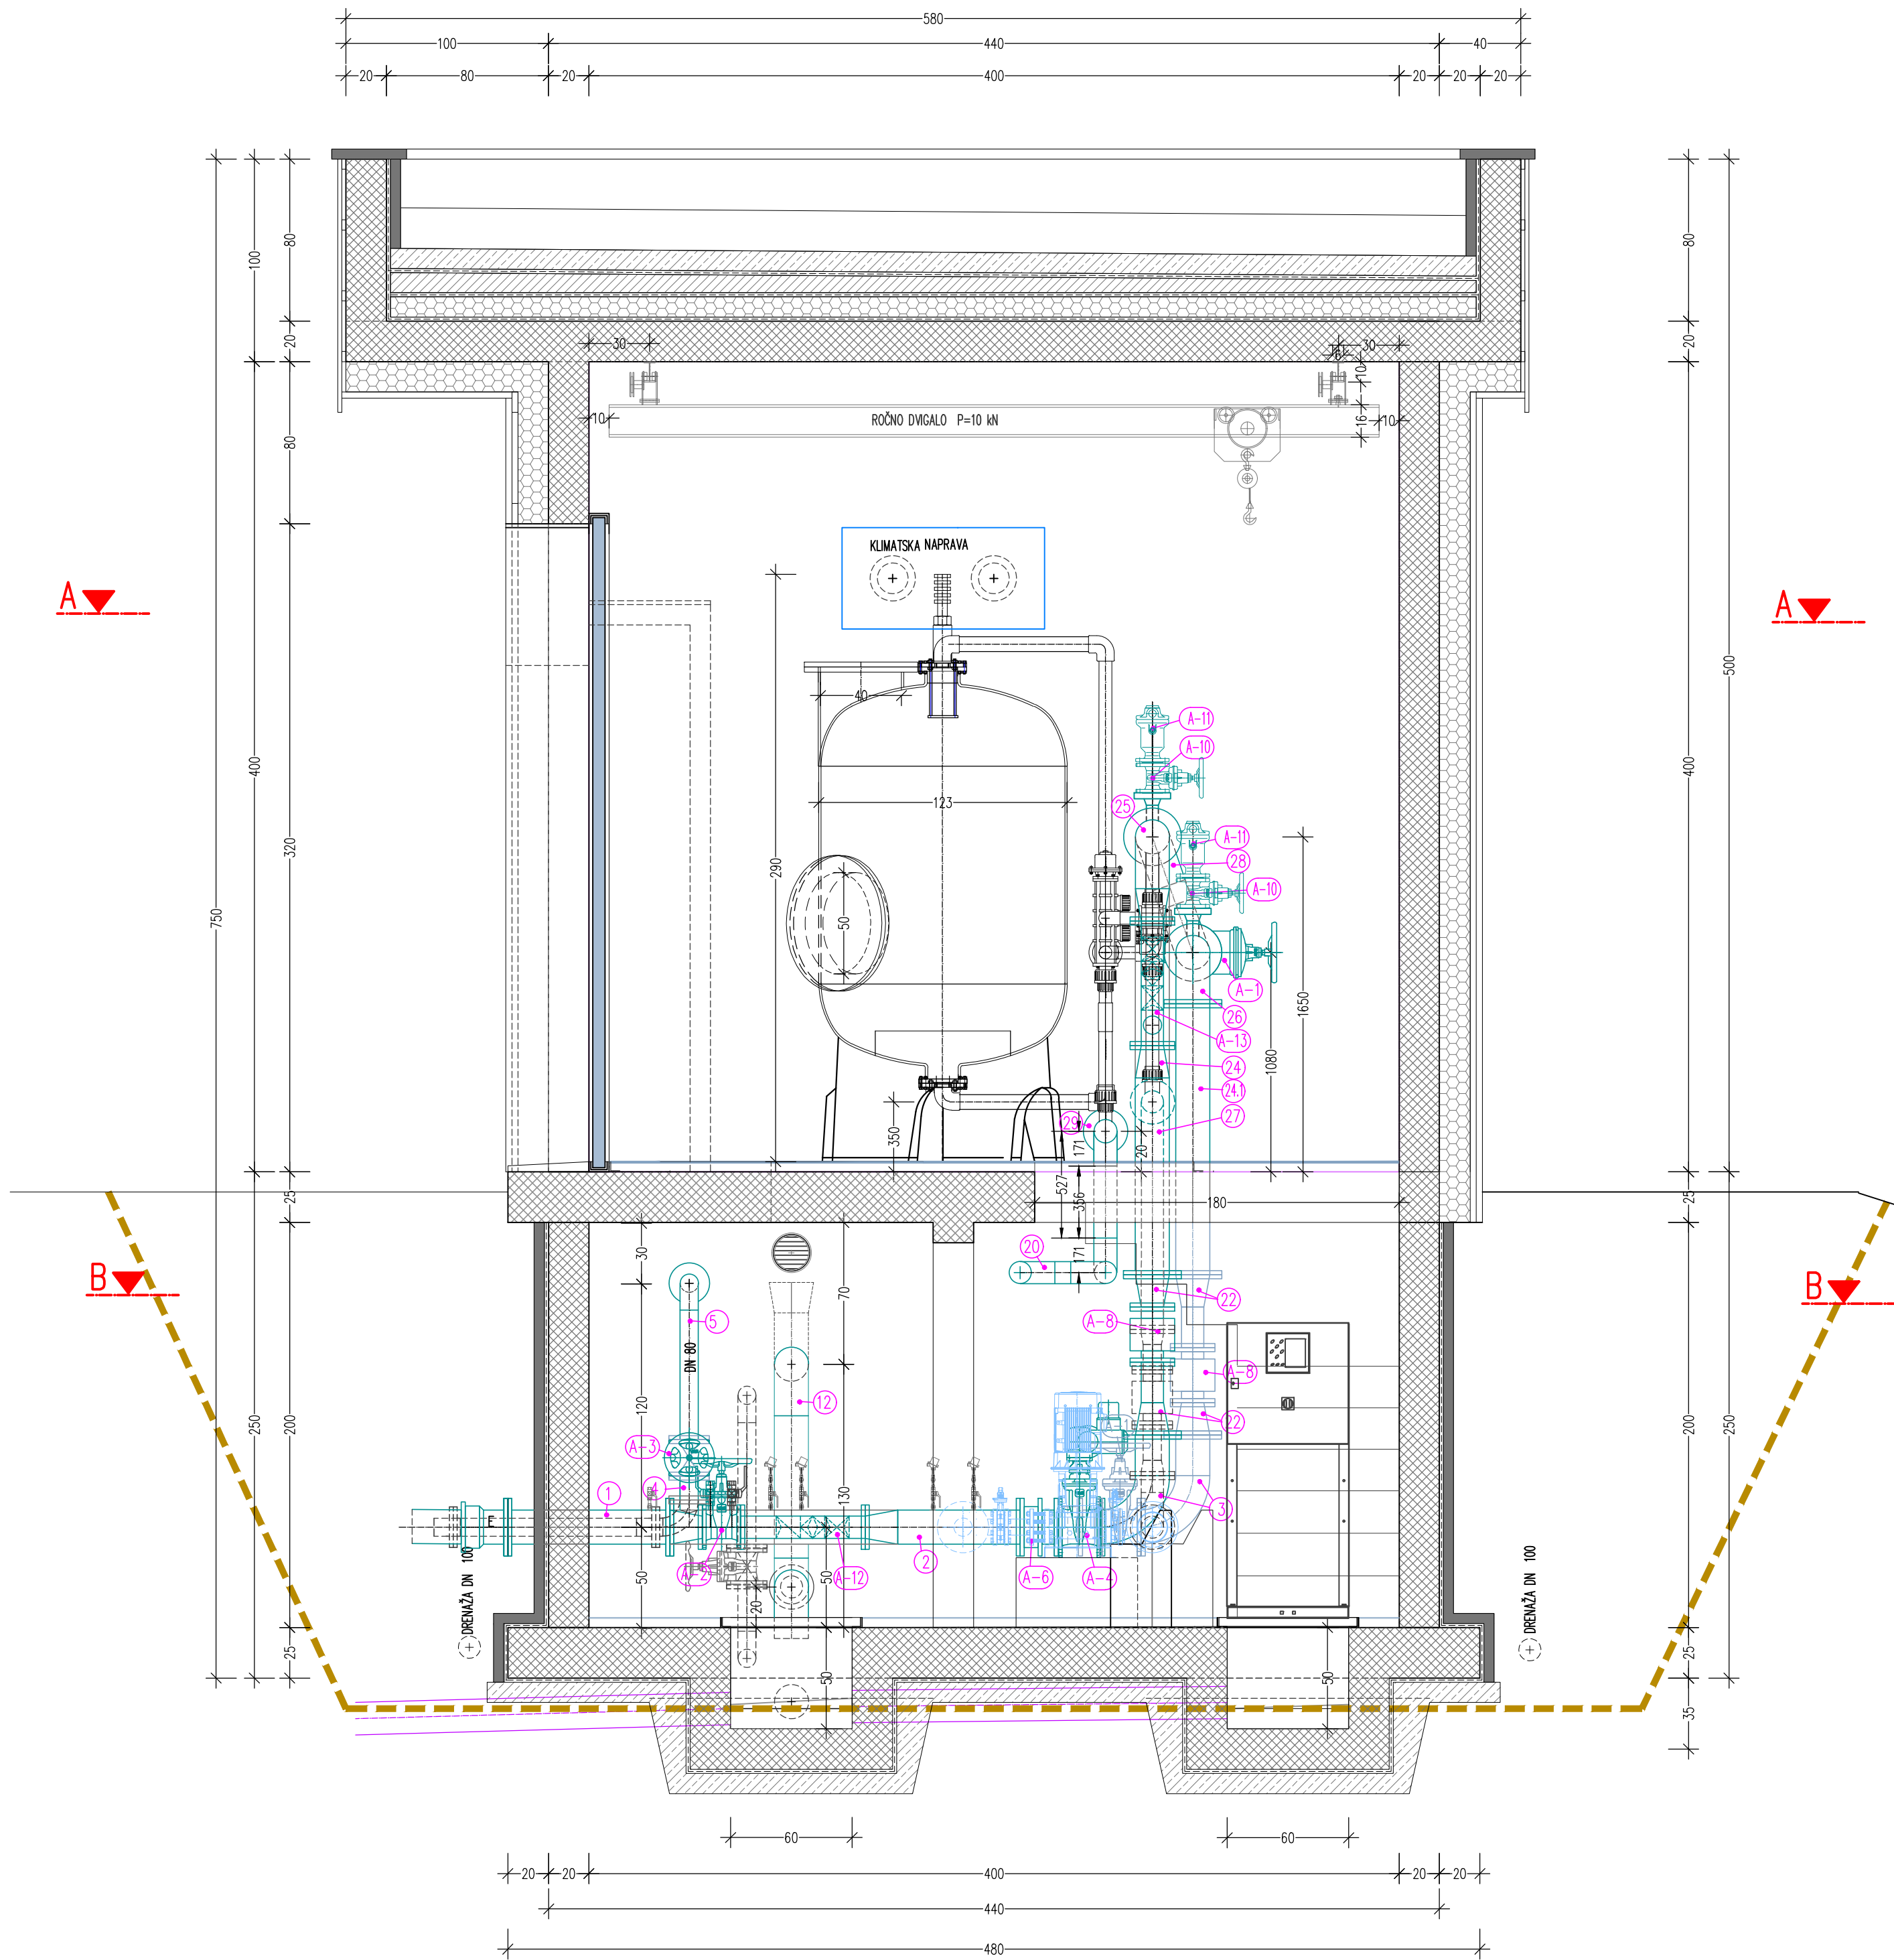 580
100 440 40
20 80 20 400 20 20 20
750
100
400
250
80
20
80
320
25
200
25
80
20
400
25
200
25
35
500
250
30
30
16
10
16
10
10
ROČNO DVIGALO P=10 kN
KLIMATSKA NAPRAVA
A
A
40
123
290
50
350
A-11
A-10
25
A-11
28
A-10
A-1
26
A-13
24
24.1
27
29
1650
1080
171
527
356
171
20
180
20
22
A-8
A-8
22
3
B
B
30
120
50
70
130
50
20
5
DN 80
12
A-3
4
1
E
A-2
A-12
2
A-6
A-4
DRENAŽA DN 100
DRENAŽA DN 100
50
50
60 60
20 20 400 20 20
440
480